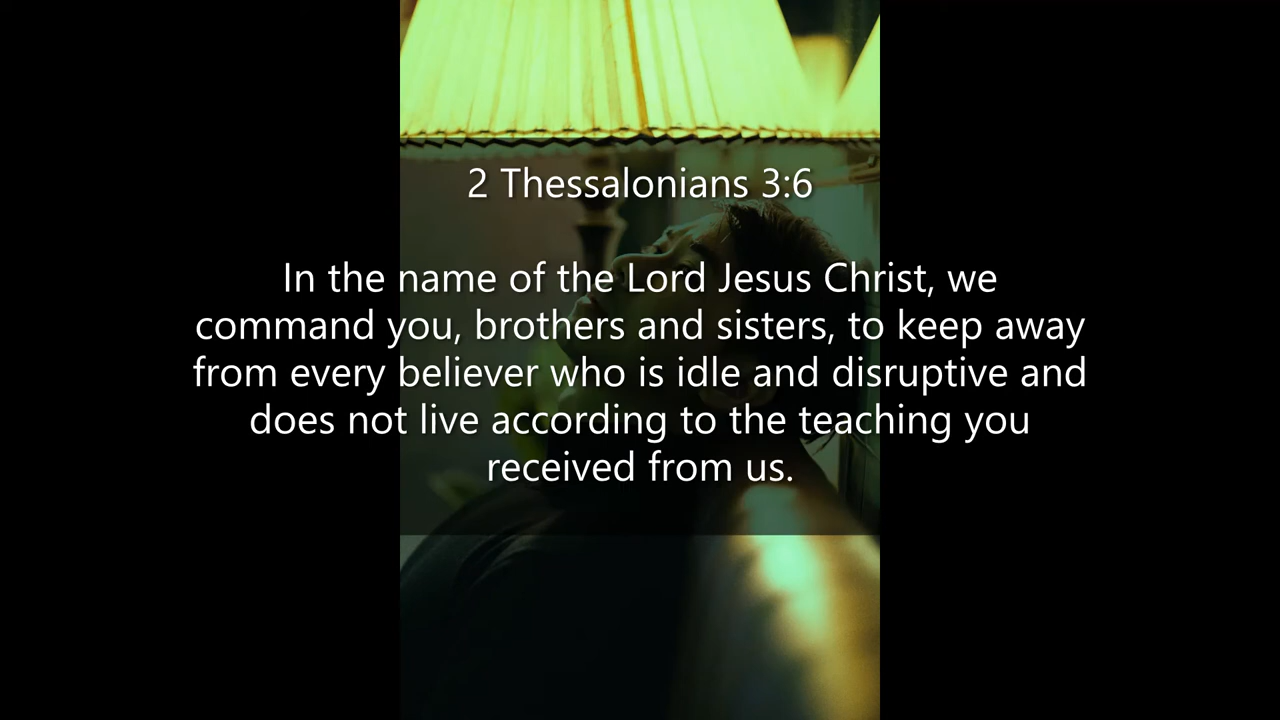 2 Thessalonians 3:6
In the name of the Lord Jesus Christ, we
command you, brothers and sisters, to keep away
from every believer who is idle and disruptive and
does not live according to the teaching you
received from us.